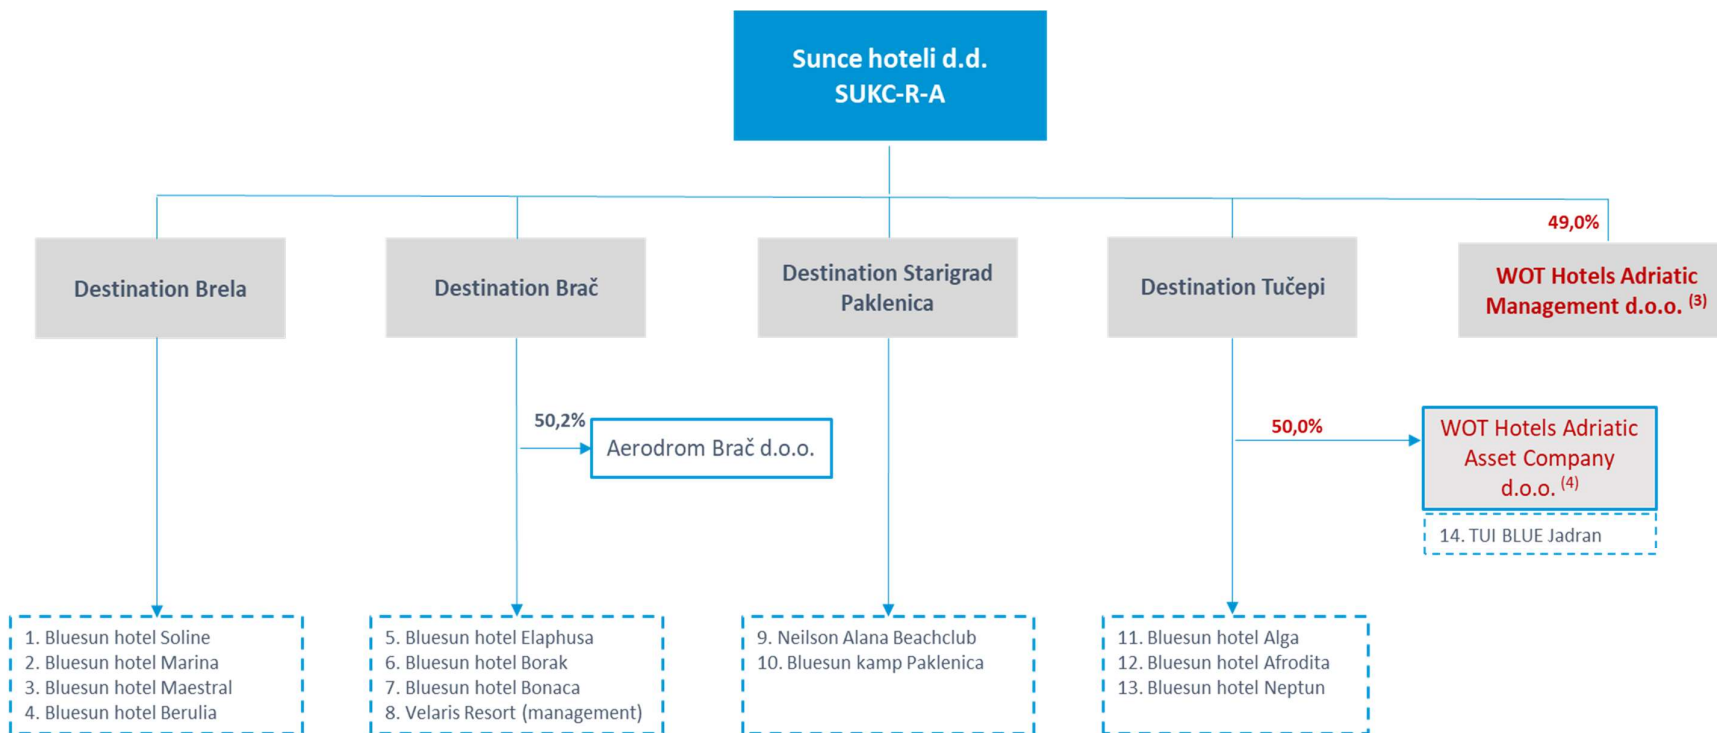 Sunce hoteli d.d.
SUKC-R-A
49,0%
Destination Brela
Destination Brač
Destination Starigrad
Paklenica
Destination Tučepi
WOT Hotels Adriatic
Management d.o.o. (3)
50,2%
Aerodrom Brač d.o.o.
50,0%
WOT Hotels Adriatic
Asset Company
d.o.o. (4)
14. TUI BLUE Jadran
1. Bluesun hotel Soline
2. Bluesun hotel Marina
3. Bluesun hotel Maestral
4. Bluesun hotel Berulia
5. Bluesun hotel Elaphusa
6. Bluesun hotel Borak
7. Bluesun hotel Bonaca
8. Velaris Resort (management)
9. Neilson Alana Beachclub
10. Bluesun kamp Paklenica
11. Bluesun hotel Alga
12. Bluesun hotel Afrodita
13. Bluesun hotel Neptun